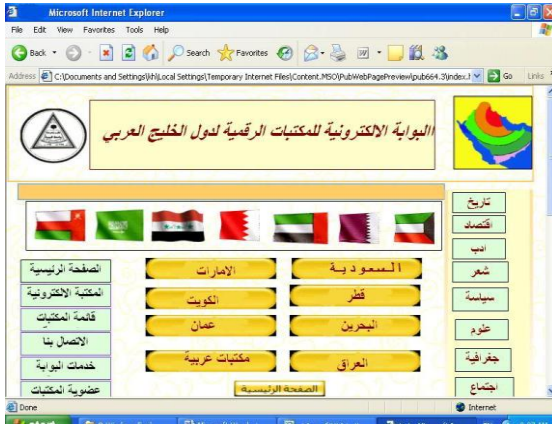 Microsoft Internet Explorer
File Edit View Favorites Tools Help
Back Search Favorites
Address C:\Documents and Settings\kh\Local Settings\Temporary Internet Files\Content.MSO\PubWebPagePreview\pub664.3\index.h Go Links
االبوابة الالكترونية للمكتبات الرقمية لدول الخليج العربي
تاريخ
اقتصاد
ادب
شعر
سياسة
علوم
جغرافية
اجتماع
السعودية
الامارات
قطر
الكويت
البحرين
عمان
العراق
مكتبات عربية
الصفحة الرئيسية
الصفحة الرئيسية
المكتبة الالكترونية
قائمة المكتبات
الاتصال بنا
خدمات البوابة
عضوية المكتبات
Done Internet
start